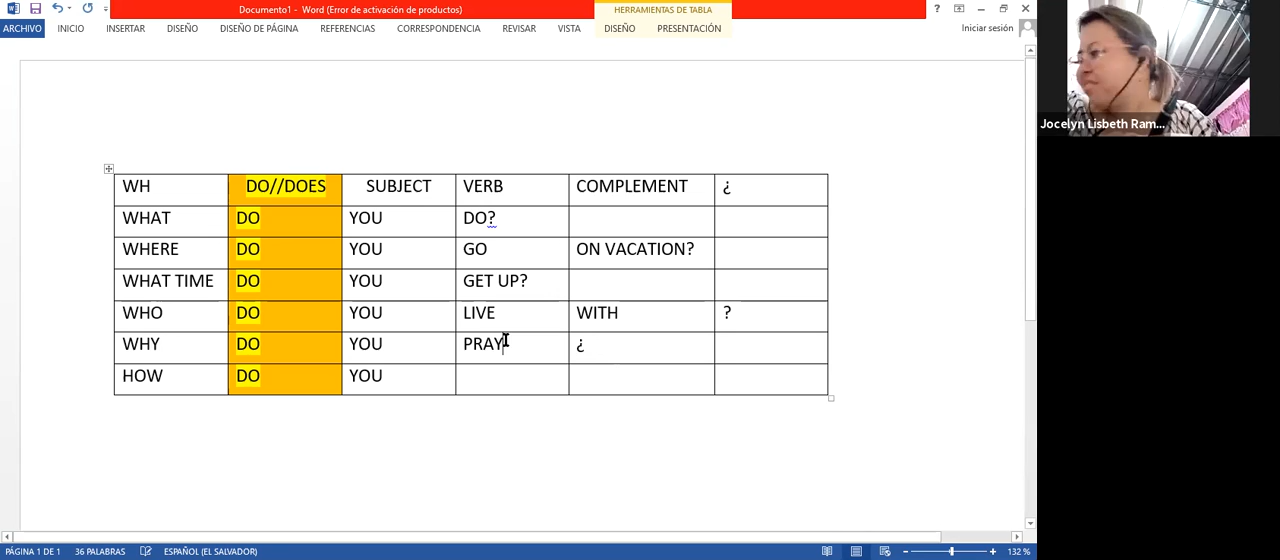 Documento1 - Word (Error de activación de productos)
HERRAMIENTAS DE TABLA
?
ARCHIVO INICIO INSERTAR DISEÑO DISEÑO DE PÁGINA REFERENCIAS CORRESPONDENCIA REVISAR VISTA DISEÑO PRESENTACIÓN Iniciar sesión
Jocelyn Lisbeth Ram...
WH DO//DOES SUBJECT VERB COMPLEMENT ¿
WHAT DO YOU DO?
WHERE DO YOU GO ON VACATION?
WHAT TIME DO YOU GET UP?
WHO DO YOU LIVE WITH ?
WHY DO YOU PRAY ¿
HOW DO YOU
PÁGINA 1 DE 1 36 PALABRAS ESPAÑOL (EL SALVADOR) 132 %